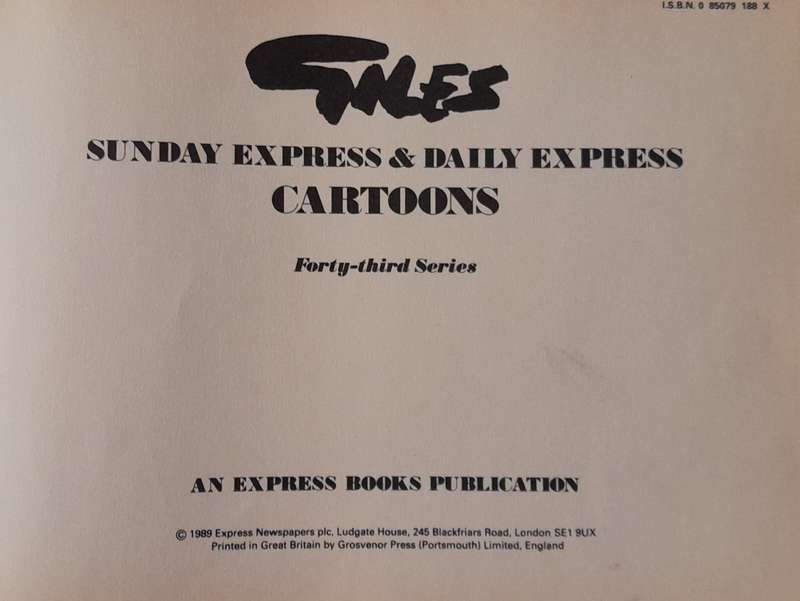 I.S.B.N. 0 85079 188 X
GILES
SUNDAY EXPRESS & DAILY EXPRESS
CARTOONS
Forty-third Series
AN EXPRESS BOOKS PUBLICATION
© 1989 Express Newspapers plc, Ludgate House, 245 Blackfriars Road, London SE1 9UX
Printed in Great Britain by Grosvenor Press (Portsmouth) Limited, England